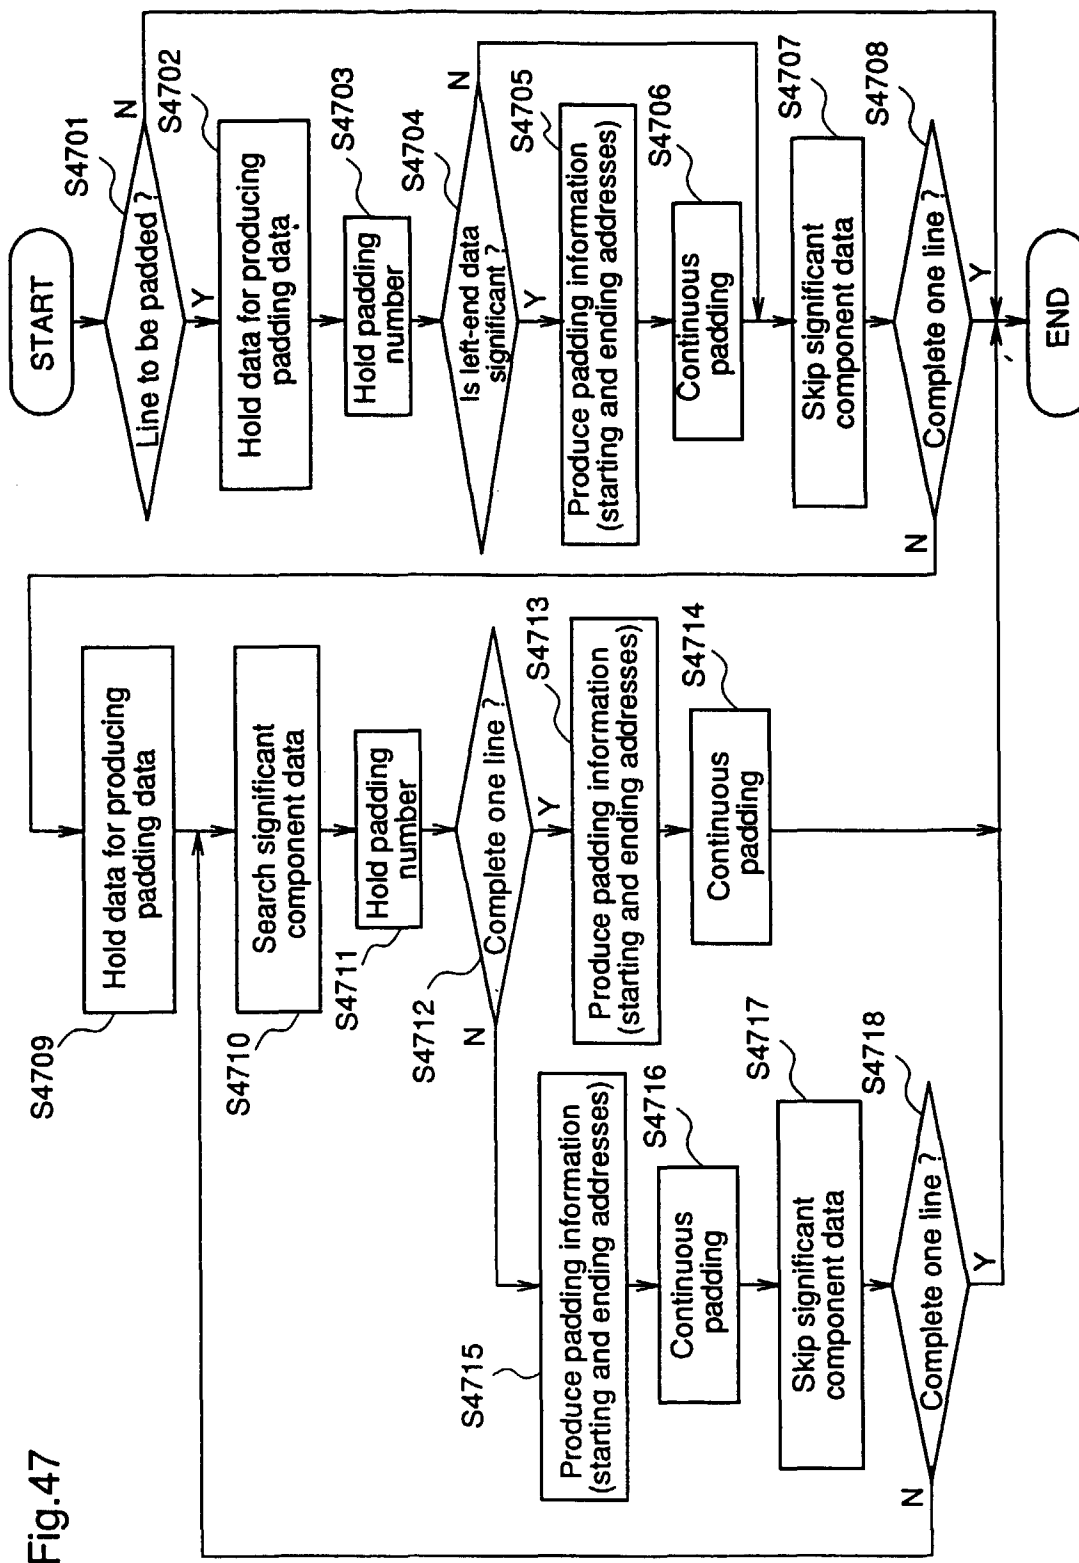 Fig.47
START
S4701
Line to be padded ?
N
Y
S4702
Hold data for producing
padding data
S4703
Hold padding
number
S4704
Is left-end data
significant ?
N
Y
S4705
Produce padding information
(starting and ending addresses)
S4706
Continuous
padding
S4707
Skip significant
component data
S4708
Complete one line ?
N
Y
END
S4709
Hold data for producing
padding data
S4710
Search significant
component data
S4711
Hold padding
number
S4712
Complete one line ?
N
Y
S4713
Produce padding information
(starting and ending addresses)
S4714
Continuous
padding
S4715
Produce padding information
(starting and ending addresses)
S4716
Continuous
padding
S4717
Skip significant
component data
S4718
Complete one line ?
N
Y